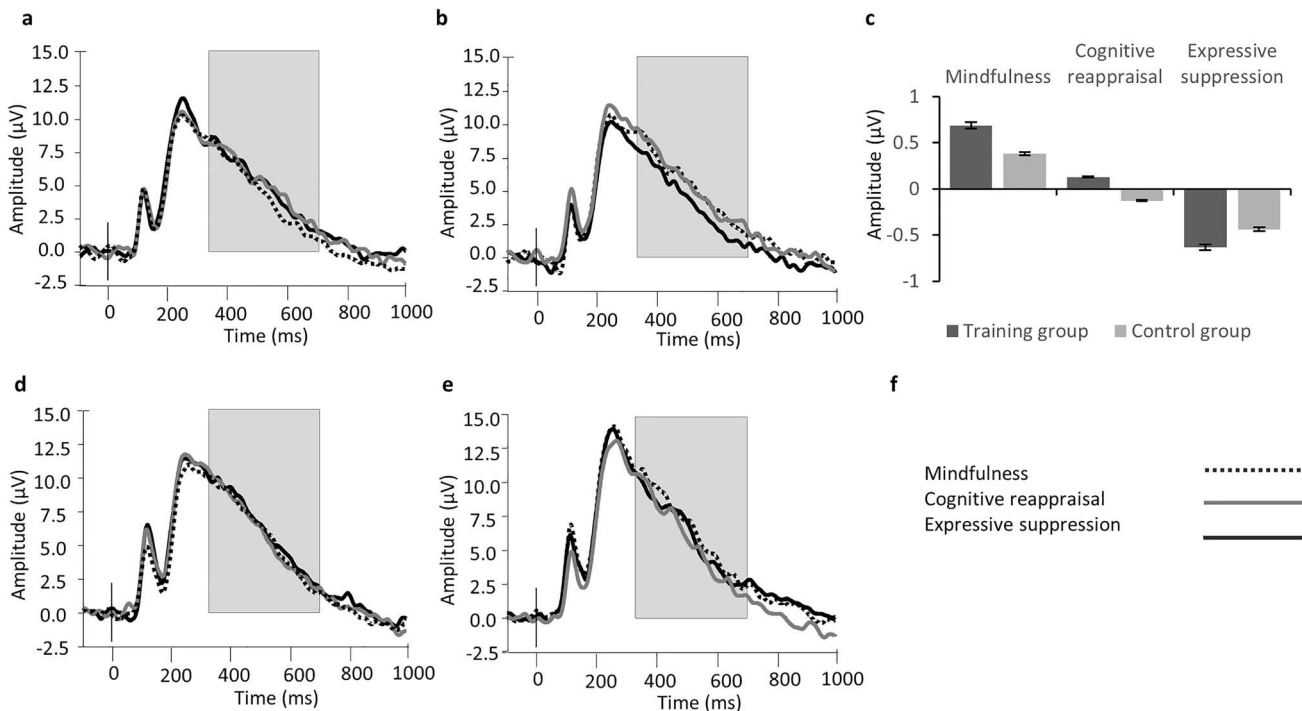 a
15.0
12.5
10.0
7.5
5.0
2.5
0.0
-2.5
Amplitude (µV)
0 200 400 600 800 1000
Time (ms)
b
15.0
12.5
10.0
7.5
5.0
2.5
0.0
-2.5
Amplitude (µV)
0 200 400 600 800 1000
Time (ms)
c
Mindfulness
Cognitive
reappraisal
Expressive
suppression
1
0.5
0
-0.5
-1
Amplitude (µV)
Training group Control group
d
15.0
12.5
10.0
7.5
5.0
2.5
0.0
-2.5
Amplitude (µV)
0 200 400 600 800 1000
Time (ms)
e
15.0
12.5
10.0
7.5
5.0
2.5
0.0
-2.5
Amplitude (µV)
0 200 400 600 800 1000
Time (ms)
f
Mindfulness
Cognitive reappraisal
Expressive suppression